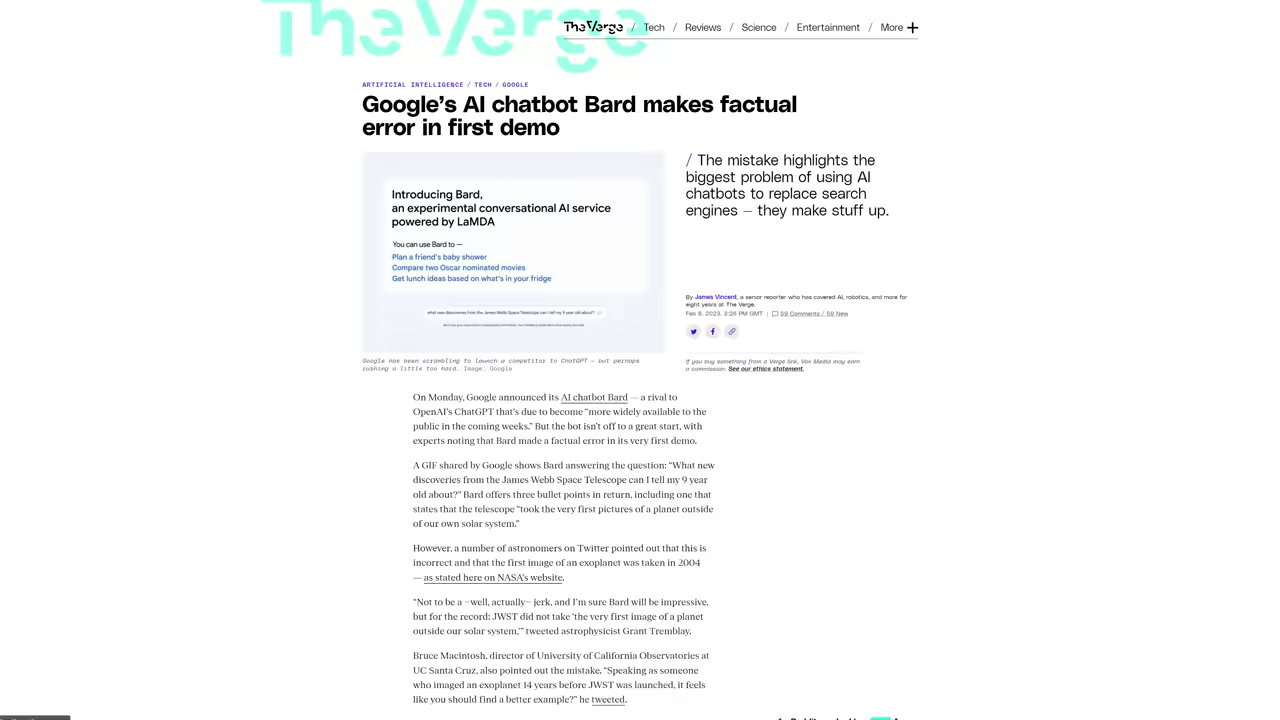 The Verge
The Verge / Tech / Reviews / Science / Entertainment / More +
ARTIFICIAL INTELLIGENCE / TECH / GOOGLE
Google’s AI chatbot Bard makes factual
error in first demo
Introducing Bard,
an experimental conversational AI service
powered by LaMDA
You can use Bard to —
Plan a friend's baby shower
Compare two Oscar nominated movies
Get lunch ideas based on what's in your fridge
what new discoveries from the James Webb Space Telescope can I tell my 9 year old about?
Google has been scrambling to launch a competitor to ChatGPT — but perhaps
rushing a little too hard. Image: Google
/ The mistake highlights the
biggest problem of using AI
chatbots to replace search
engines — they make stuff up.
By James Vincent, a senior reporter who has covered AI, robotics, and more for
eight years at The Verge.
Feb 8, 2023, 3:26 PM GMT | 59 Comments / 59 New
If you buy something from a Verge link, Vox Media may earn
a commission. See our ethics statement.
On Monday, Google announced its AI chatbot Bard — a rival to
OpenAI’s ChatGPT that’s due to become “more widely available to the
public in the coming weeks.” But the bot isn’t off to a great start, with
experts noting that Bard made a factual error in its very first demo.
A GIF shared by Google shows Bard answering the question: “What new
discoveries from the James Webb Space Telescope can I tell my 9 year
old about?” Bard offers three bullet points in return, including one that
states that the telescope “took the very first pictures of a planet outside
of our own solar system.”
However, a number of astronomers on Twitter pointed out that this is
incorrect and that the first image of an exoplanet was taken in 2004
— as stated here on NASA’s website.
“Not to be a ~well, actually~ jerk, and I’m sure Bard will be impressive,
but for the record: JWST did not take ‘the very first image of a planet
outside our solar system,’” tweeted astrophysicist Grant Tremblay.
Bruce Macintosh, director of University of California Observatories at
UC Santa Cruz, also pointed out the mistake. “Speaking as someone
who imaged an exoplanet 14 years before JWST was launched, it feels
like you should find a better example?” he tweeted.